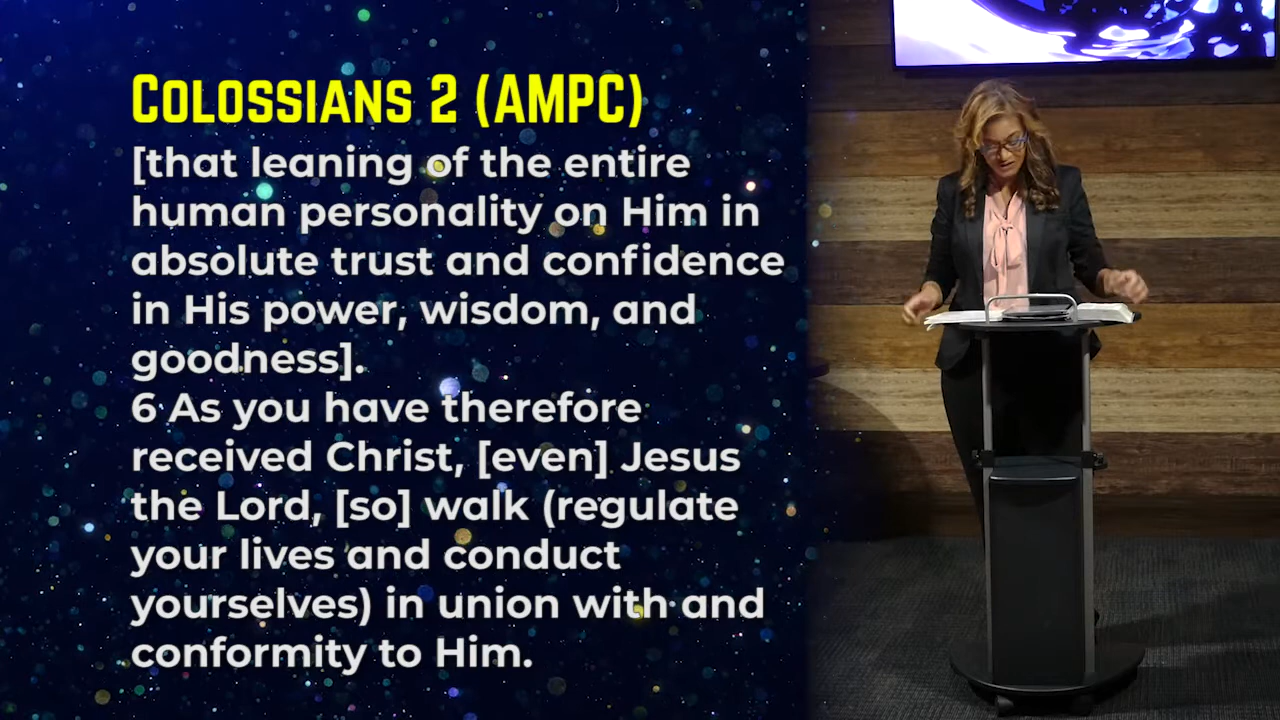 Colossians 2 (AMPC)
[that leaning of the entire
human personality on Him in
absolute trust and confidence
in His power, wisdom, and
goodness].
6 As you have therefore
received Christ, [even] Jesus
the Lord, [so] walk (regulate
your lives and conduct
yourselves) in union with and
conformity to Him.